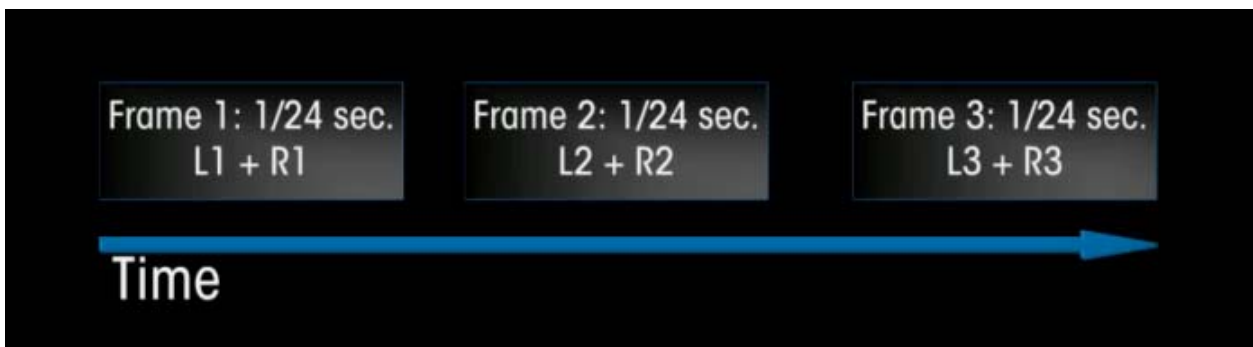 Frame 1: 1/24 sec.
L1 + R1
Frame 2: 1/24 sec.
L2 + R2
Frame 3: 1/24 sec.
L3 + R3
Time